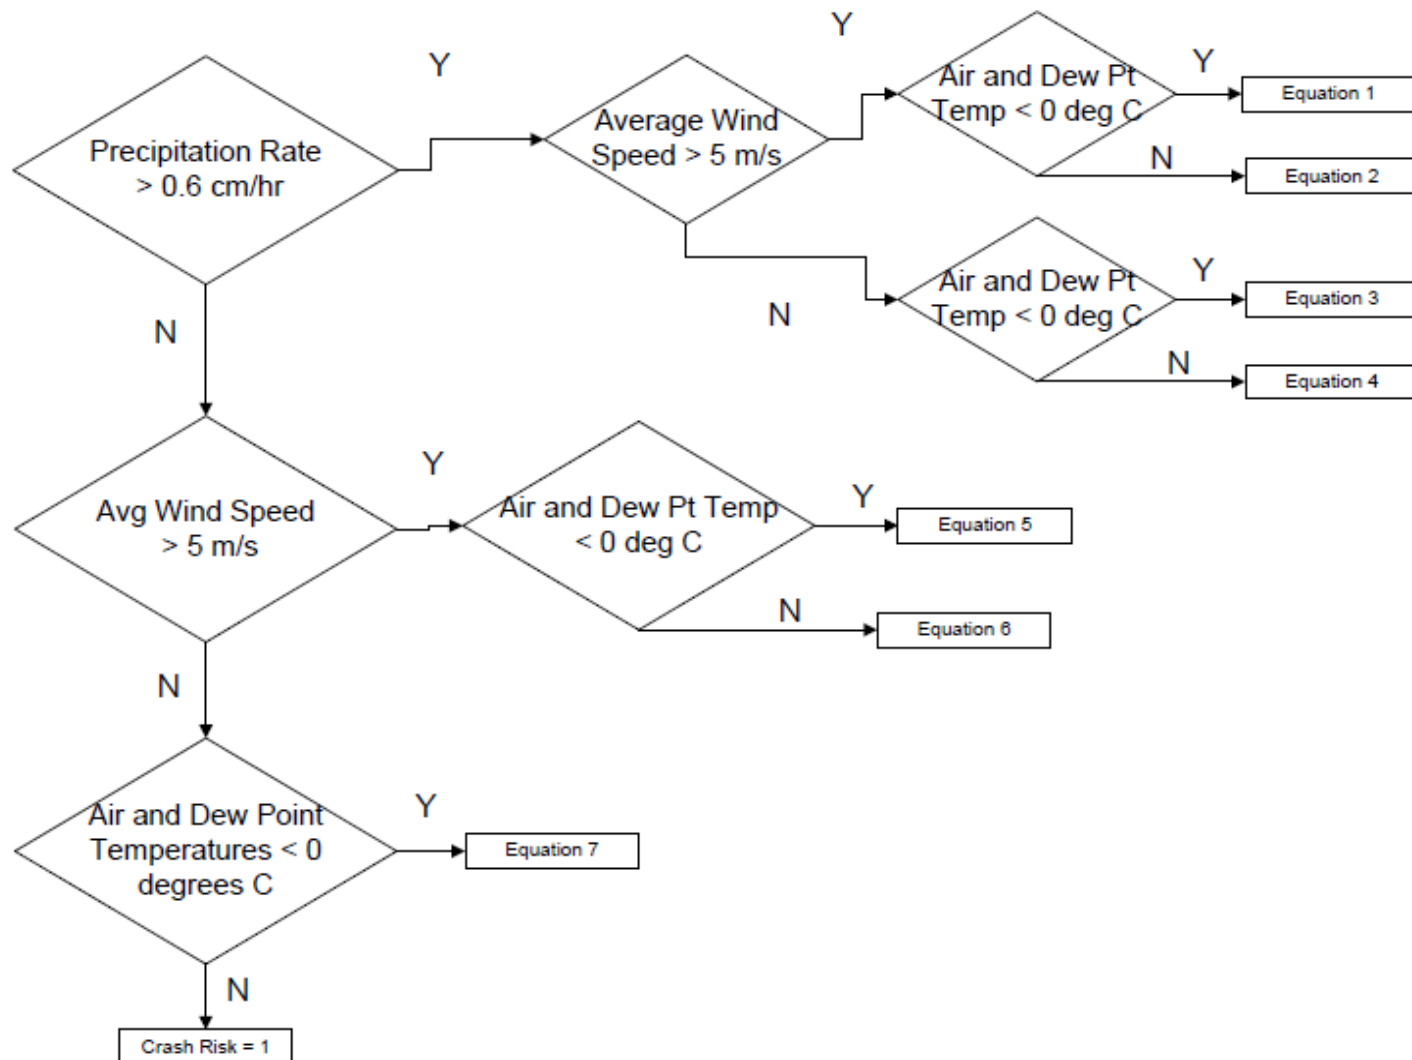 Y
Y
Air and Dew Pt
Temp < 0 deg C
Y
Equation 1
Precipitation Rate
> 0.6 cm/hr
Average Wind
Speed > 5 m/s
N
Equation 2
Air and Dew Pt
Temp < 0 deg C
Y
Equation 3
N
N
N
Equation 4
Avg Wind Speed
> 5 m/s
Y
Air and Dew Pt Temp
< 0 deg C
Y
Equation 5
N
Equation 6
N
Air and Dew Point
Temperatures < 0
degrees C
Y
Equation 7
N
Crash Risk = 1